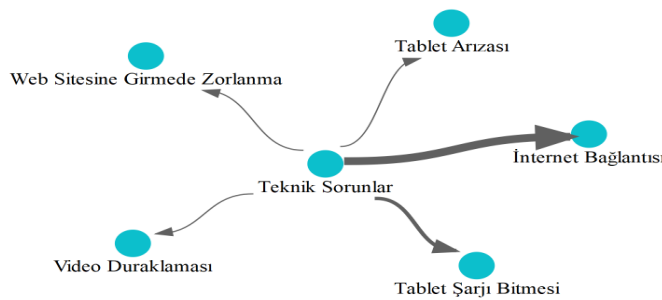 Tablet Arızası
Web Sitesine Girmede Zorlanma
İnternet Bağlantısı
Teknik Sorunlar
Video Duraklaması
Tablet Şarjı Bitmesi